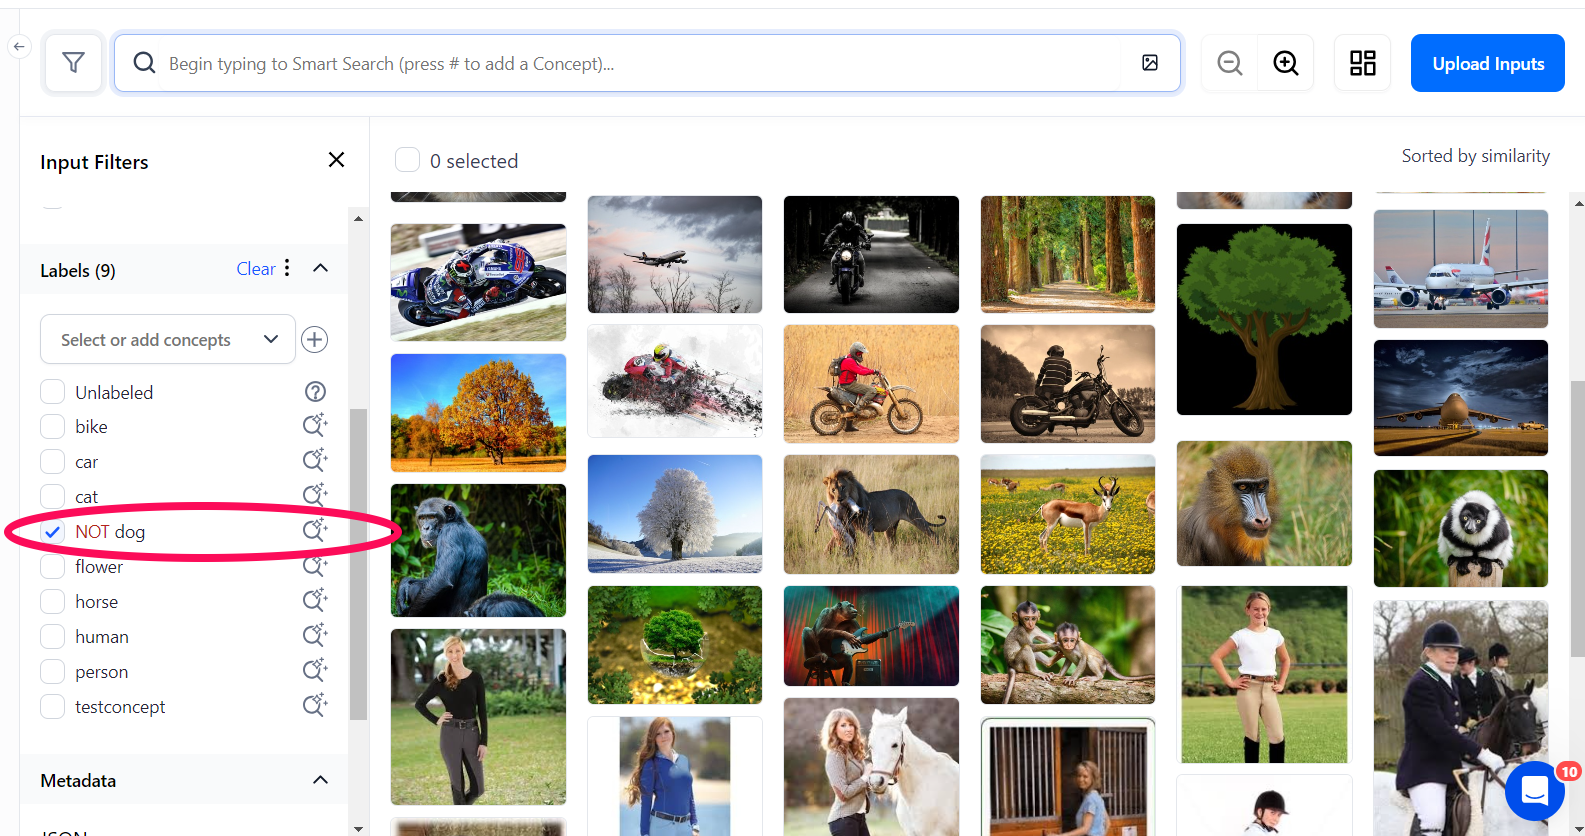 Begin typing to Smart Search (press # to add a Concept)...
Upload Inputs
Input Filters
0 selected
Sorted by similarity
Labels (9)
Clear
Select or add concepts
Unlabeled
bike
car
cat
NOT dog
flower
horse
human
person
testconcept
Metadata
JSON
10
YAMAHA